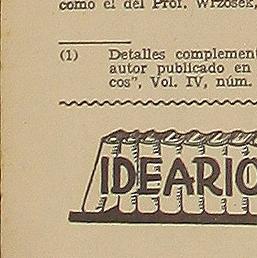 como el del Prof. Wrzosek,
(1) Detalles complement
autor publicado en
cos", Vol. IV, núm.
IDEARIO